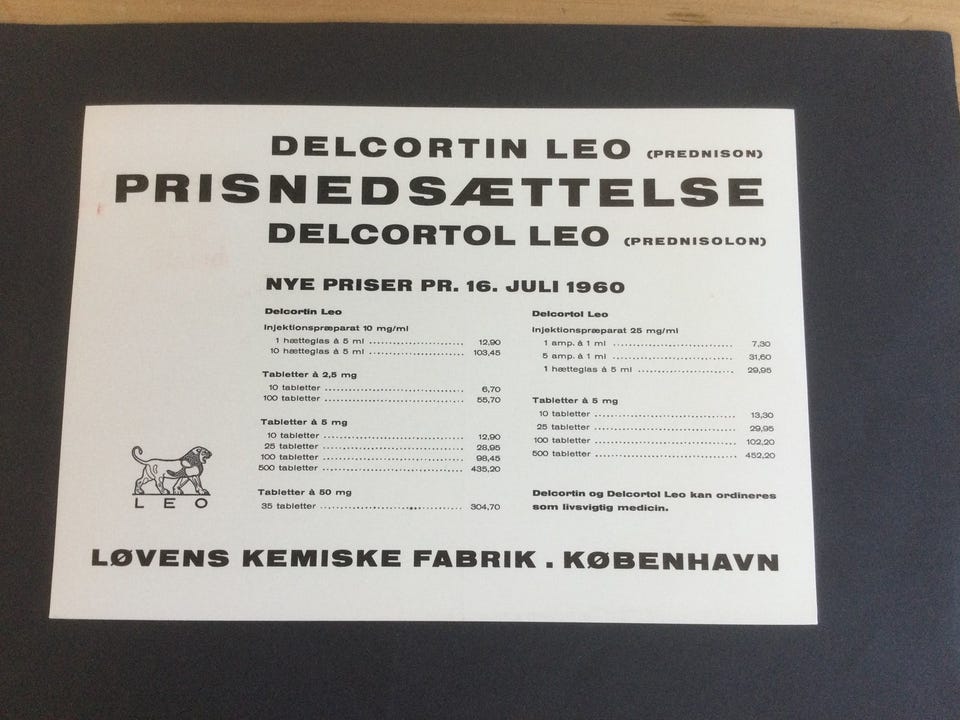 DELCORTIN LEO (PREDNISON)
PRISNEDSÆTTELSE
DELCORTOL LEO (PREDNISOLON)
NYE PRISER PR. 16. JULI 1960
Delcortin Leo
Injektionspræparat 10 mg/ml
1 hætteglas å 5 ml 12,90
10 hætteglas å 5 ml 103,45
Tabletter å 2,5 mg
10 tabletter 6,70
100 tabletter 55,70
Tabletter å 5 mg
10 tabletter 12,90
25 tabletter 28,95
100 tabletter 98,45
500 tabletter 435,20
Tabletter å 50 mg
35 tabletter 304,70
Delcortol Leo
Injektionspræparat 25 mg/ml
1 amp. å 1 ml 7,30
5 amp. å 1 ml 31,60
1 hætteglas å 5 ml 29,95
Tabletter å 5 mg
10 tabletter 13,30
25 tabletter 29,95
100 tabletter 102,20
500 tabletter 452,20
Delcortin og Delcortol Leo kan ordineres
som livsvigtig medicin.
LEO
LØVENS KEMISKE FABRIK . KØBENHAVN